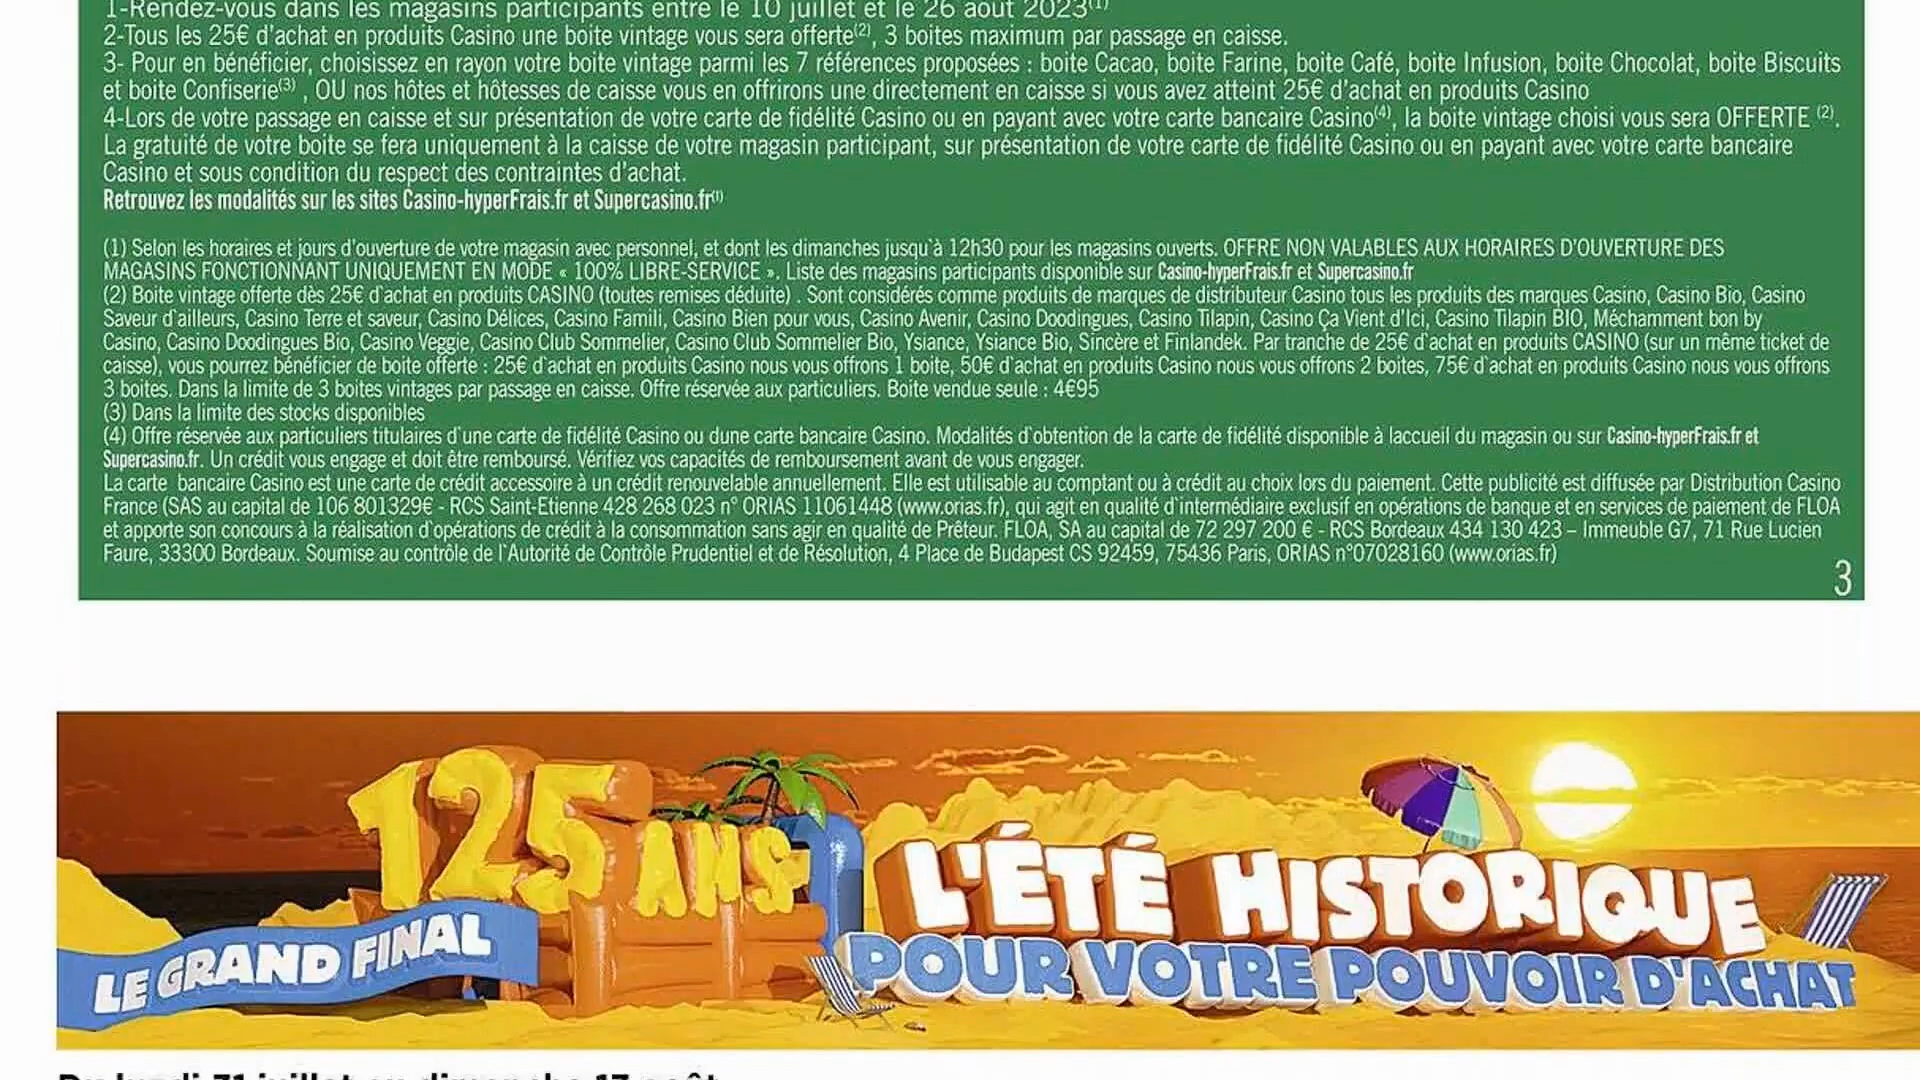 1-Rendez-vous dans les magasins participants entre le 10 juillet et le 26 août 2023(1)
2-Tous les 25€ d'achat en produits Casino une boite vintage vous sera offerte(2), 3 boites maximum par passage en caisse.
3- Pour en bénéficier, choisissez en rayon votre boite vintage parmi les 7 références proposées : boite Cacao, boite Farine, boite Café, boite Infusion, boite Chocolat, boite Biscuits
et boite Confiserie(3) , OU nos hôtes et hôtesses de caisse vous en offrirons une directement en caisse si vous avez atteint 25€ d'achat en produits Casino
4-Lors de votre passage en caisse et sur présentation de votre carte de fidélité Casino ou en payant avec votre carte bancaire Casino(4), la boite vintage choisi vous sera OFFERTE (2).
La gratuité de votre boite se fera uniquement à la caisse de votre magasin participant, sur présentation de votre carte de fidélité Casino ou en payant avec votre carte bancaire
Casino et sous condition du respect des contraintes d'achat.
Retrouvez les modalités sur les sites Casino-hyperFrais.fr et Supercasino.fr(1)
(1) Selon les horaires et jours d'ouverture de votre magasin avec personnel, et dont les dimanches jusqu'à 12h30 pour les magasins ouverts. OFFRE NON VALABLES AUX HORAIRES D'OUVERTURE DES
MAGASINS FONCTIONNANT UNIQUEMENT EN MODE « 100% LIBRE-SERVICE ». Liste des magasins participants disponible sur Casino-hyperFrais.fr et Supercasino.fr
(2) Boite vintage offerte dès 25€ d'achat en produits CASINO (toutes remises déduite) . Sont considérés comme produits de marques de distributeur Casino tous les produits des marques Casino, Casino Bio, Casino
Saveur d'ailleurs, Casino Terre et saveur, Casino Délices, Casino Famili, Casino Bien pour vous, Casino Avenir, Casino Doodingues, Casino Tilapin, Casino Ça Vient d'Ici, Casino Tilapin BIO, Méchamment bon by
Casino, Casino Doodingues Bio, Casino Veggie, Casino Club Sommelier, Casino Club Sommelier Bio, Ysiance, Ysiance Bio, Sincère et Finlandek. Par tranche de 25€ d'achat en produits CASINO (sur un même ticket de
caisse), vous pourrez bénéficier de boite offerte : 25€ d'achat en produits Casino nous vous offrons 1 boite, 50€ d'achat en produits Casino nous vous offrons 2 boites, 75€ d'achat en produits Casino nous vous offrons
3 boites. Dans la limite de 3 boites vintages par passage en caisse. Offre réservée aux particuliers. Boite vendue seule : 4€95
(3) Dans la limite des stocks disponibles
(4) Offre réservée aux particuliers titulaires d'une carte de fidélité Casino ou dune carte bancaire Casino. Modalités d'obtention de la carte de fidélité disponible à laccueil du magasin ou sur Casino-hyperFrais.fr et
Supercasino.fr. Un crédit vous engage et doit être remboursé. Vérifiez vos capacités de remboursement avant de vous engager.
La carte bancaire Casino est une carte de crédit accessoire à un crédit renouvelable annuellement. Elle est utilisable au comptant ou à crédit au choix lors du paiement. Cette publicité est diffusée par Distribution Casino
France (SAS au capital de 106 801329€ - RCS Saint-Etienne 428 268 023 n° ORIAS 11061448 (www.orias.fr), qui agit en qualité d'intermédiaire exclusif en opérations de banque et en services de paiement de FLOA
et apporte son concours à la réalisation d'opérations de crédit à la consommation sans agir en qualité de Prêteur. FLOA, SA au capital de 72 297 200 € - RCS Bordeaux 434 130 423 – Immeuble G7, 71 Rue Lucien
Faure, 33300 Bordeaux. Soumise au contrôle de l'Autorité de Contrôle Prudentiel et de Résolution, 4 Place de Budapest CS 92459, 75436 Paris, ORIAS n°07028160 (www.orias.fr)
3
125 ANS
LE GRAND FINAL
L'ÉTÉ HISTORIQUE
POUR VOTRE POUVOIR D'ACHAT
Du lundi 31 juillet au dimanche 13 août